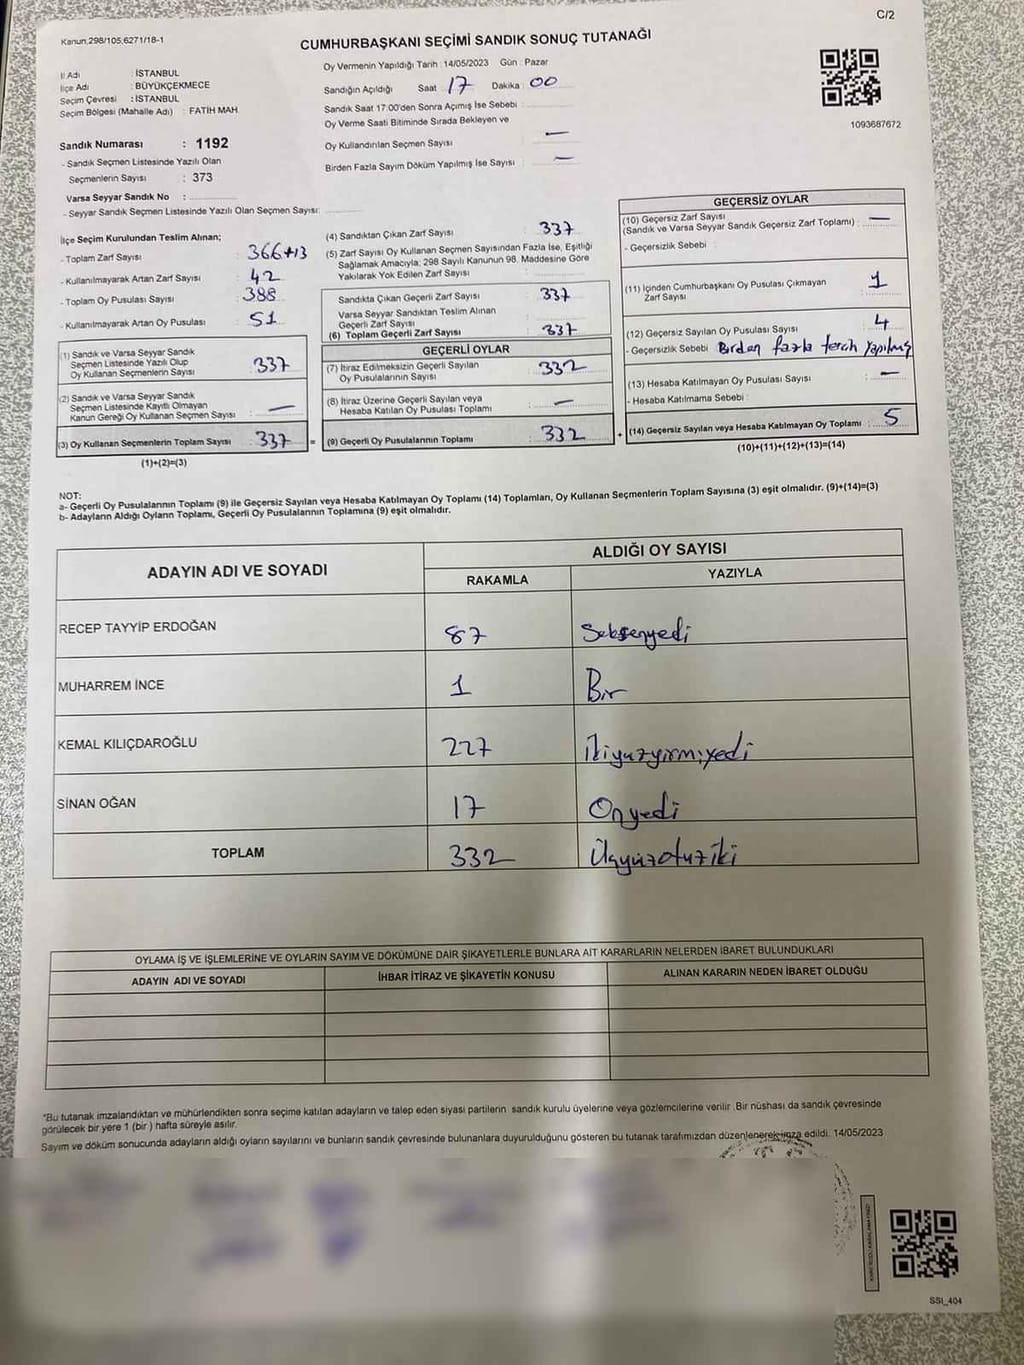 C/2
Kanun.298/105,6271/18-1
CUMHURBAŞKANI SEÇİMİ SANDIK SONUÇ TUTANAĞI
İl Adı : İSTANBUL
İlçe Adı : BÜYÜKÇEKMECE
Seçim Çevresi : İSTANBUL
Seçim Bölgesi (Mahalle Adı) : FATİH MAH.
Sandık Numarası : 1192
- Sandık Seçmen Listesinde Yazılı Olan
Seçmenlerin Sayısı : 373
Varsa Seyyar Sandık No :
- Seyyar Sandık Seçmen Listesinde Yazılı Olan Seçmen Sayısı:
Oy Vermenin Yapıldığı Tarih : 14/05/2023 Gün : Pazar
Sandığın Açıldığı Saat 17 Dakika 00
Sandık Saat 17:00'den Sonra Açımış İse Sebebi :
Oy Verme Saati Bitiminde Sırada Bekleyen ve
Oy Kullandırılan Seçmen Sayısı : —
Birden Fazla Sayım Döküm Yapılmış İse Sayısı : —
1093687672
İlçe Seçim Kurulundan Teslim Alınan;
- Toplam Zarf Sayısı : 366+13
- Kullanılmayarak Artan Zarf Sayısı : 42
- Toplam Oy Pusulası Sayısı : 388
- Kullanılmayarak Artan Oy Pusulası : 51
(1) Sandık ve Varsa Seyyar Sandık
Seçmen Listesinde Yazılı Olup
Oy Kullanan Seçmenlerin Sayısı : 337
(2) Sandık ve Varsa Seyyar Sandık
Seçmen Listesinde Kayıtlı Olmayan
Kanun Gereği Oy Kullanan Seçmen Sayısı : —
(3) Oy Kullanan Seçmenlerin Toplam Sayısı : 337
(1)+(2)=(3)
(4) Sandıktan Çıkan Zarf Sayısı : 337
(5) Zarf Sayısı Oy Kullanan Seçmen Sayısından Fazla İse, Eşitliği
Sağlamak Amacıyla; 298 Sayılı Kanunun 98. Maddesine Göre
Yakılarak Yok Edilen Zarf Sayısı :
Sandıkta Çıkan Geçerli Zarf Sayısı : 337
Varsa Seyyar Sandıktan Teslim Alınan
Geçerli Zarf Sayısı :
(6) Toplam Geçerli Zarf Sayısı : 337
GEÇERLİ OYLAR
(7) İtiraz Edilmeksizin Geçerli Sayılan
Oy Pusulalarının Sayısı : 332
(8) İtiraz Üzerine Geçerli Sayılan veya
Hesaba Katılan Oy Pusulası Toplamı : —
= (9) Geçerli Oy Pusulalarının Toplamı : 332
GEÇERSİZ OYLAR
(10) Geçersiz Zarf Sayısı
(Sandık ve Varsa Seyyar Sandık Geçersiz Zarf Toplamı) : —
- Geçersizlik Sebebi :
(11) İçinden Cumhurbaşkanı Oy Pusulası Çıkmayan
Zarf Sayısı : 1
(12) Geçersiz Sayılan Oy Pusulası Sayısı : 4
- Geçersizlik Sebebi Birden fazla tercih yapılmış
(13) Hesaba Katılmayan Oy Pusulası Sayısı : —
- Hesaba Katılmama Sebebi :
+ (14) Geçersiz Sayılan veya Hesaba Katılmayan Oy Toplamı : 5
(10)+(11)+(12)+(13)=(14)
NOT:
a- Geçerli Oy Pusulalarının Toplamı (9) ile Geçersiz Sayılan veya Hesaba Katılmayan Oy Toplamı (14) Toplamları, Oy Kullanan Seçmenlerin Toplam Sayısına (3) eşit olmalıdır. (9)+(14)=(3)
b- Adayların Aldığı Oyların Toplamı, Geçerli Oy Pusulalarının Toplamına (9) eşit olmalıdır.
ADAYIN ADI VE SOYADI
ALDIĞI OY SAYISI
RAKAMLA YAZIYLA
RECEP TAYYİP ERDOĞAN 87 Seksenyedi
MUHARREM İNCE 1 Bir
KEMAL KILIÇDAROĞLU 227 İkiyüzyirmiyedi
SİNAN OĞAN 17 Onyedi
TOPLAM 332 Üçyüzotuziki
OYLAMA İŞ VE İŞLEMLERİNE VE OYLARIN SAYIM VE DÖKÜMÜNE DAİR ŞİKAYETLERLE BUNLARA AİT KARARLARIN NELERDEN İBARET BULUNDUKLARI
ADAYIN ADI VE SOYADI İHBAR İTİRAZ VE ŞİKAYETİN KONUSU ALINAN KARARIN NEDEN İBARET OLDUĞU
*Bu tutanak imzalandıktan ve mühürlendikten sonra seçime katılan adayların ve talep eden siyasi partilerin sandık kurulu üyelerine veya gözlemcilerine verilir .Bir nüshası da sandık çevresinde
görülecek bir yere 1 (bir ) hafta süreyle asılır.
Sayım ve döküm sonucunda adayların aldığı oyların sayılarını ve bunların sandık çevresinde bulunanlara duyurulduğunu gösteren bu tutanak tarafımızdan düzenlenerek imza edildi. 14/05/2023
SSI_404